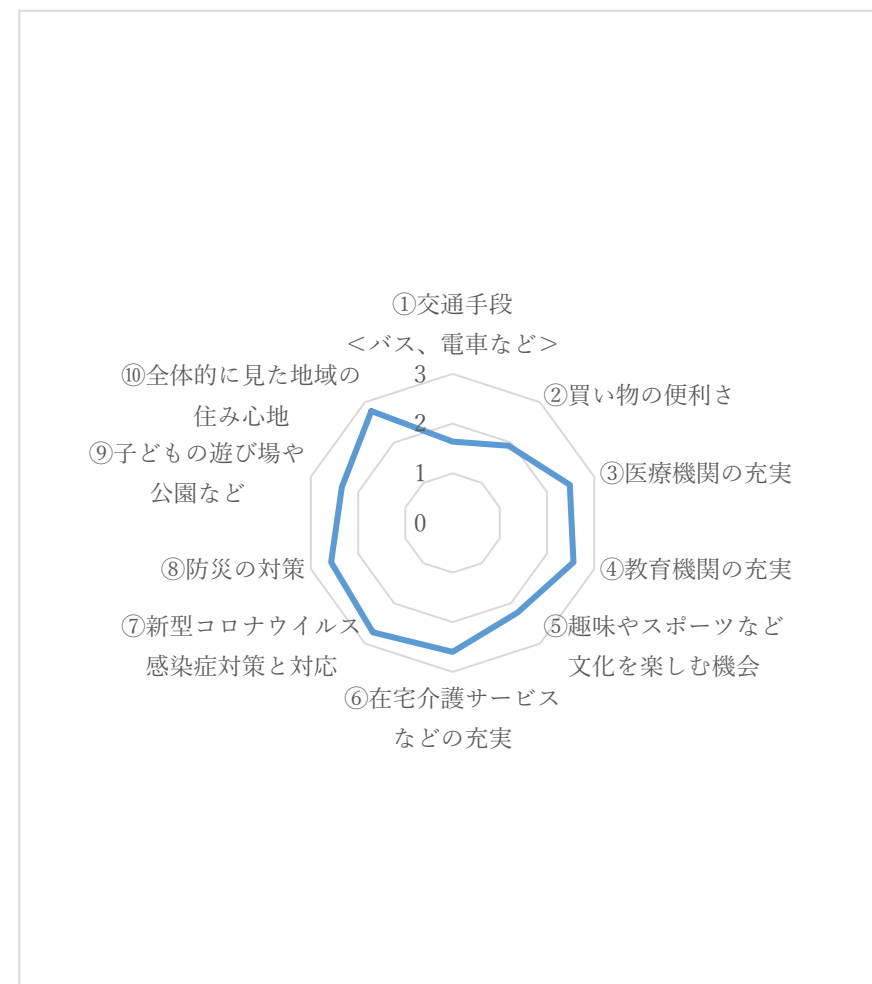 ①交通手段
＜バス、電車など＞
②買い物の便利さ
③医療機関の充実
④教育機関の充実
⑤趣味やスポーツなど
文化を楽しむ機会
⑥在宅介護サービス
などの充実
⑦新型コロナウイルス
感染症対策と対応
⑧防災の対策
⑨子どもの遊び場や
公園など
⑩全体的に見た地域の
住み心地
3
2
1
0